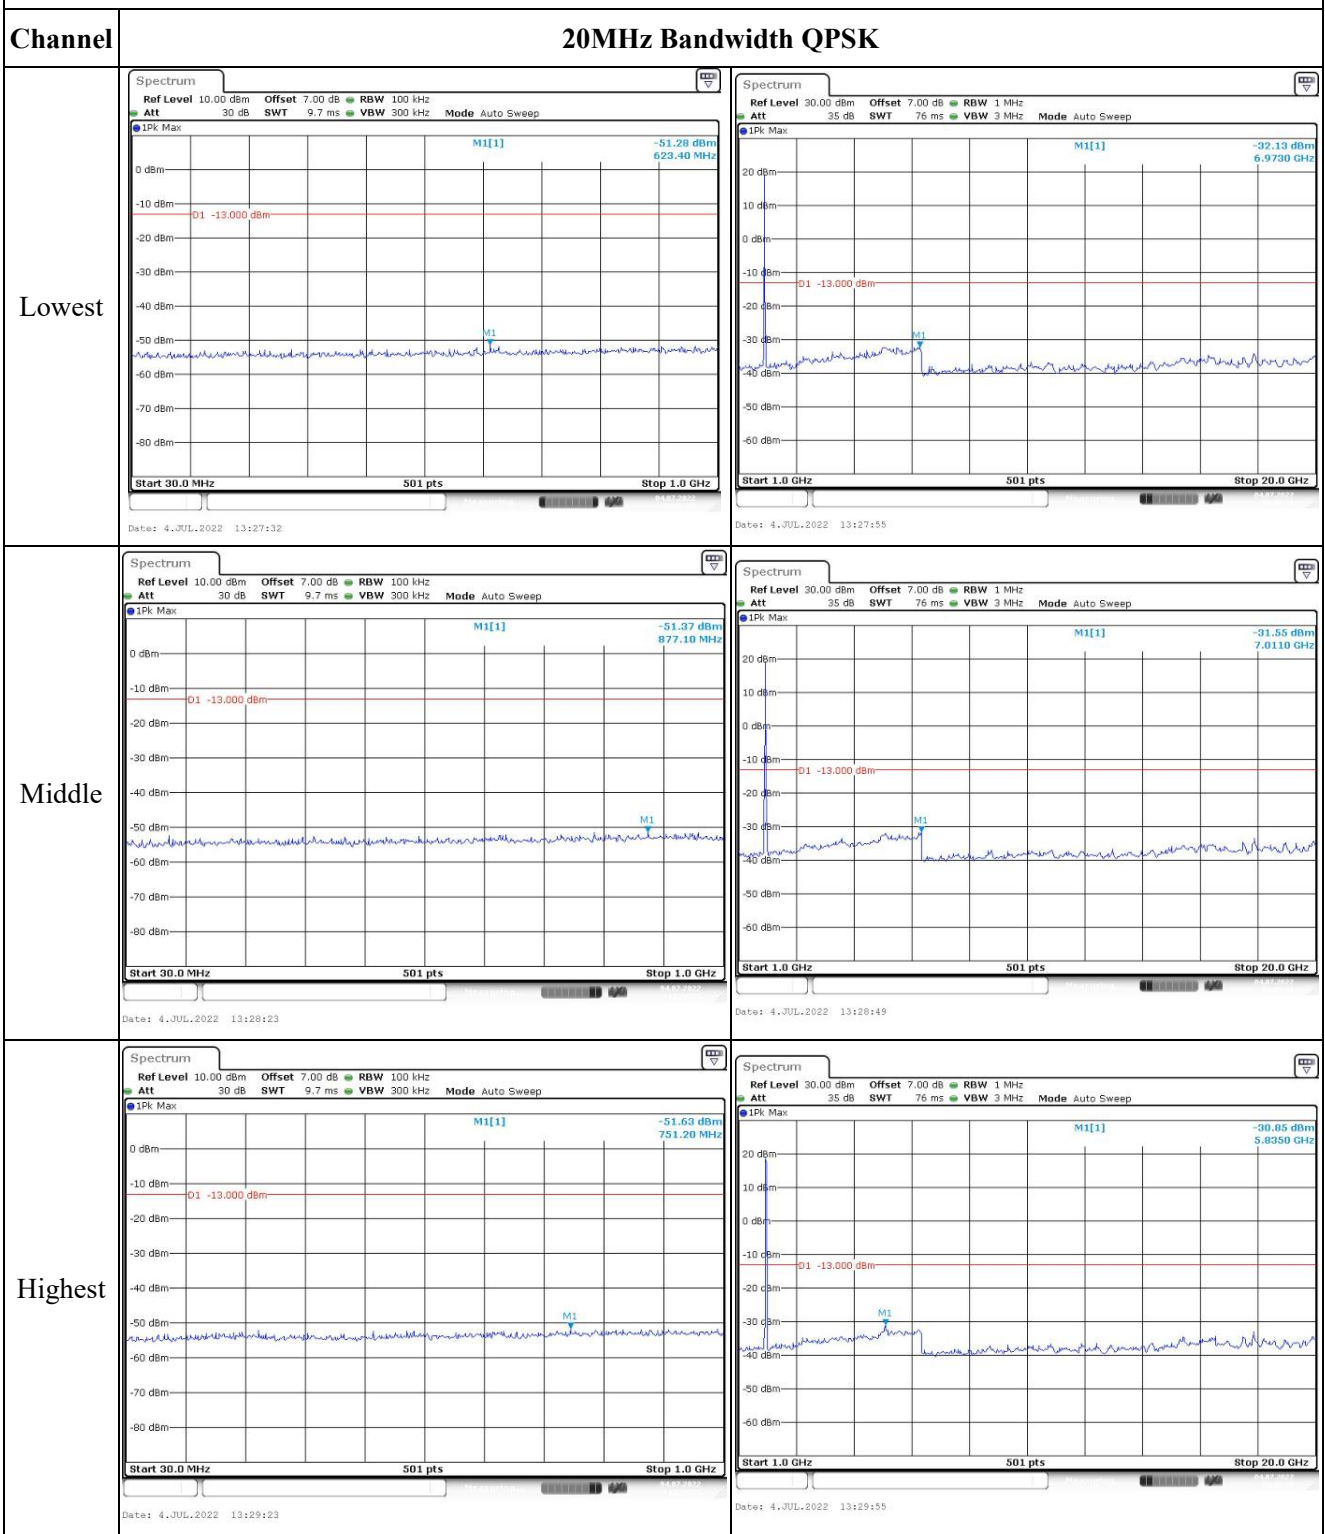 Channel 20MHz Bandwidth QPSK
Lowest
Spectrum
Ref Level 10.00 dBm Offset 7.00 dB RBW 100 kHz
Att 30 dB SWT 9.7 ms VBW 300 kHz Mode Auto Sweep
1Pk Max
M1[1] -51.28 dBm
623.40 MHz
0 dBm
-10 dBm
D1 -13.000 dBm
-20 dBm
-30 dBm
-40 dBm
M1
-50 dBm
-60 dBm
-70 dBm
-80 dBm
Start 30.0 MHz 501 pts Stop 1.0 GHz
Date: 4.JUL.2022 13:27:32
Spectrum
Ref Level 30.00 dBm Offset 7.00 dB RBW 1 MHz
Att 35 dB SWT 76 ms VBW 3 MHz Mode Auto Sweep
1Pk Max
M1[1] -32.13 dBm
6.9730 GHz
20 dBm
10 dBm
0 dBm
-10 dBm
D1 -13.000 dBm
-20 dBm
M1
-30 dBm
-40 dBm
-50 dBm
-60 dBm
Start 1.0 GHz 501 pts Stop 20.0 GHz
Date: 4.JUL.2022 13:27:55
Middle
Spectrum
Ref Level 10.00 dBm Offset 7.00 dB RBW 100 kHz
Att 30 dB SWT 9.7 ms VBW 300 kHz Mode Auto Sweep
1Pk Max
M1[1] -51.37 dBm
877.10 MHz
0 dBm
-10 dBm
D1 -13.000 dBm
-20 dBm
-30 dBm
-40 dBm
M1
-50 dBm
-60 dBm
-70 dBm
-80 dBm
Start 30.0 MHz 501 pts Stop 1.0 GHz
Date: 4.JUL.2022 13:28:23
Spectrum
Ref Level 30.00 dBm Offset 7.00 dB RBW 1 MHz
Att 35 dB SWT 76 ms VBW 3 MHz Mode Auto Sweep
1Pk Max
M1[1] -31.55 dBm
7.0110 GHz
20 dBm
10 dBm
0 dBm
-10 dBm
D1 -13.000 dBm
-20 dBm
M1
-30 dBm
-40 dBm
-50 dBm
-60 dBm
Start 1.0 GHz 501 pts Stop 20.0 GHz
Date: 4.JUL.2022 13:28:49
Highest
Spectrum
Ref Level 10.00 dBm Offset 7.00 dB RBW 100 kHz
Att 30 dB SWT 9.7 ms VBW 300 kHz Mode Auto Sweep
1Pk Max
M1[1] -51.63 dBm
751.20 MHz
0 dBm
-10 dBm
D1 -13.000 dBm
-20 dBm
-30 dBm
-40 dBm
M1
-50 dBm
-60 dBm
-70 dBm
-80 dBm
Start 30.0 MHz 501 pts Stop 1.0 GHz
Date: 4.JUL.2022 13:29:23
Spectrum
Ref Level 30.00 dBm Offset 7.00 dB RBW 1 MHz
Att 35 dB SWT 76 ms VBW 3 MHz Mode Auto Sweep
1Pk Max
M1[1] -30.85 dBm
5.8350 GHz
20 dBm
10 dBm
0 dBm
-10 dBm
D1 -13.000 dBm
-20 dBm
M1
-30 dBm
-40 dBm
-50 dBm
-60 dBm
Start 1.0 GHz 501 pts Stop 20.0 GHz
Date: 4.JUL.2022 13:29:55